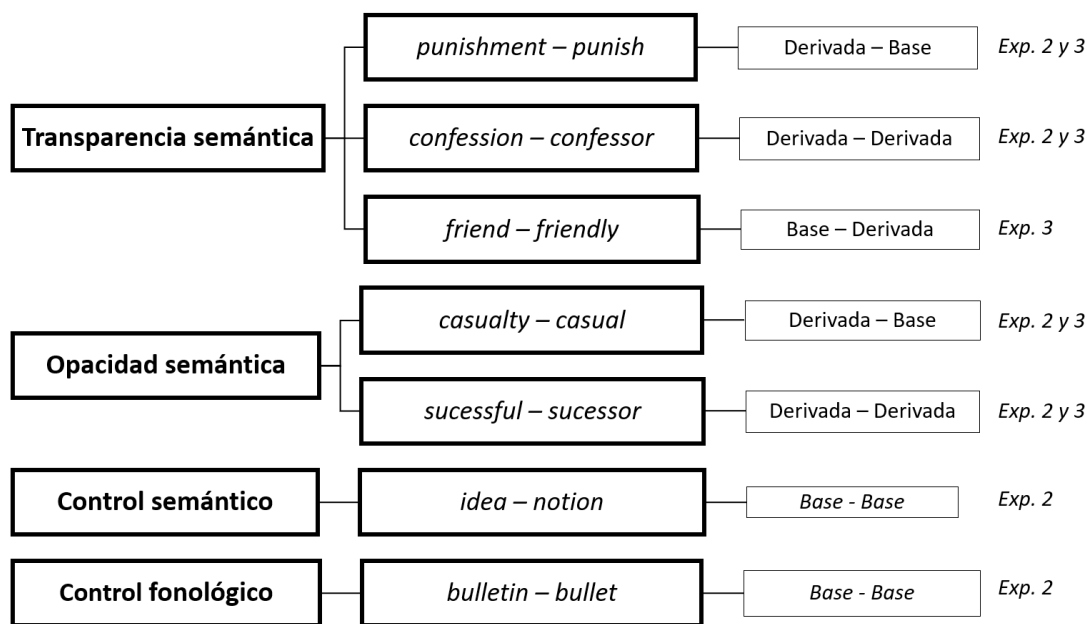 punishment – punish
Derivada – Base
Exp. 2 y 3
Transparencia semántica
confession – confessor
Derivada – Derivada
Exp. 2 y 3
friend – friendly
Base – Derivada
Exp. 3
casualty – casual
Derivada – Base
Exp. 2 y 3
Opacidad semántica
sucessful – sucessor
Derivada – Derivada
Exp. 2 y 3
Control semántico
idea – notion
Base - Base
Exp. 2
Control fonológico
bulletin – bullet
Base - Base
Exp. 2